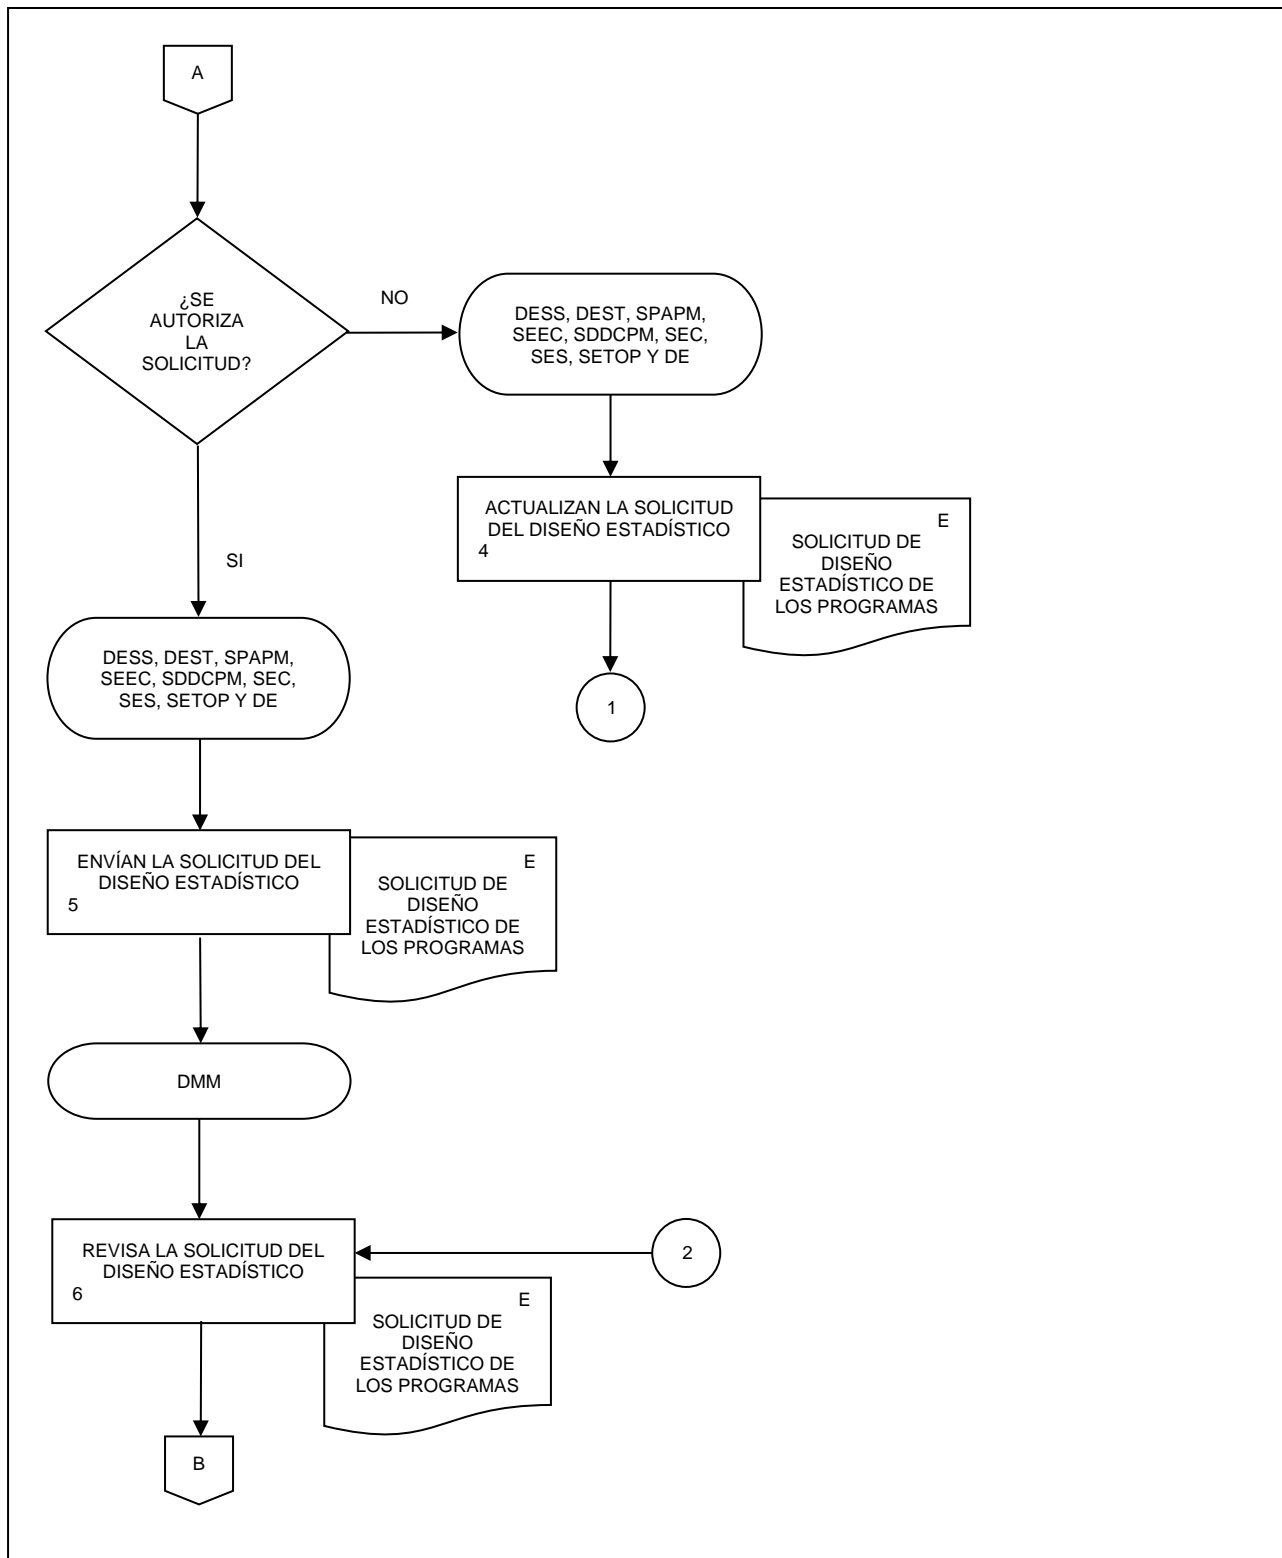 A
¿SE
AUTORIZA
LA
SOLICITUD?
NO
DESS, DEST, SPAPM,
SEEC, SDDCPM, SEC,
SES, SETOP Y DE
ACTUALIZAN LA SOLICITUD
DEL DISEÑO ESTADÍSTICO
4
E
SOLICITUD DE
DISEÑO
ESTADÍSTICO DE
LOS PROGRAMAS
1
SI
DESS, DEST, SPAPM,
SEEC, SDDCPM, SEC,
SES, SETOP Y DE
ENVÍAN LA SOLICITUD DEL
DISEÑO ESTADÍSTICO
5
E
SOLICITUD DE
DISEÑO
ESTADÍSTICO DE
LOS PROGRAMAS
DMM
REVISA LA SOLICITUD DEL
DISEÑO ESTADÍSTICO
6
2
E
SOLICITUD DE
DISEÑO
ESTADÍSTICO DE
LOS PROGRAMAS
B